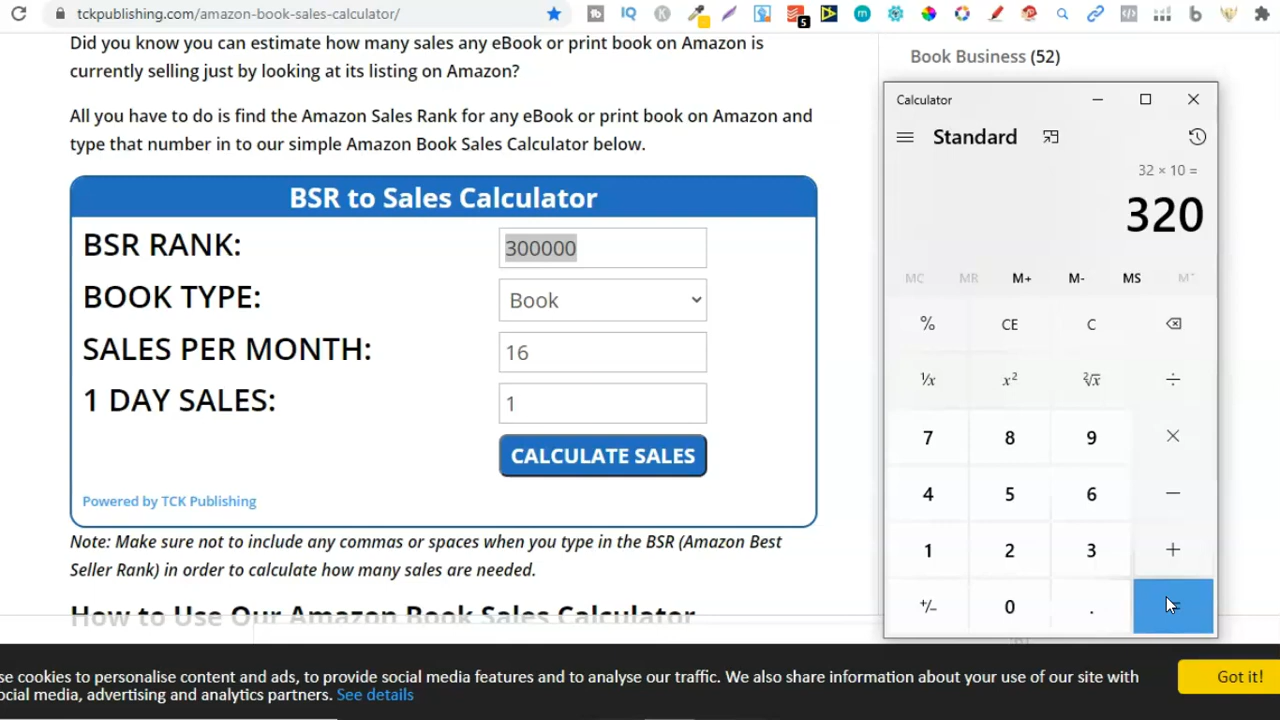 tckpublishing.com/amazon-book-sales-calculator/
5
Did you know you can estimate how many sales any eBook or print book on Amazon is
currently selling just by looking at its listing on Amazon?
All you have to do is find the Amazon Sales Rank for any eBook or print book on Amazon and
type that number in to our simple Amazon Book Sales Calculator below.
BSR to Sales Calculator
BSR RANK:
300000
BOOK TYPE:
Book
SALES PER MONTH:
16
1 DAY SALES:
1
CALCULATE SALES
Powered by TCK Publishing
Note: Make sure not to include any commas or spaces when you type in the BSR (Amazon Best
Seller Rank) in order to calculate how many sales are needed.
How to Use Our Amazon Book Sales Calculator
Book Business (52)
Calculator
Standard
32 × 10 =
320
MC MR M+ M- MS M˅
% CE C
¹/x x² ²√x ÷
7 8 9 ×
4 5 6 −
1 2 3 +
+/− 0 . =
se cookies to personalise content and ads, to provide social media features and to analyse our traffic. We also share information about your use of our site with
ocial media, advertising and analytics partners. See details
Got it!